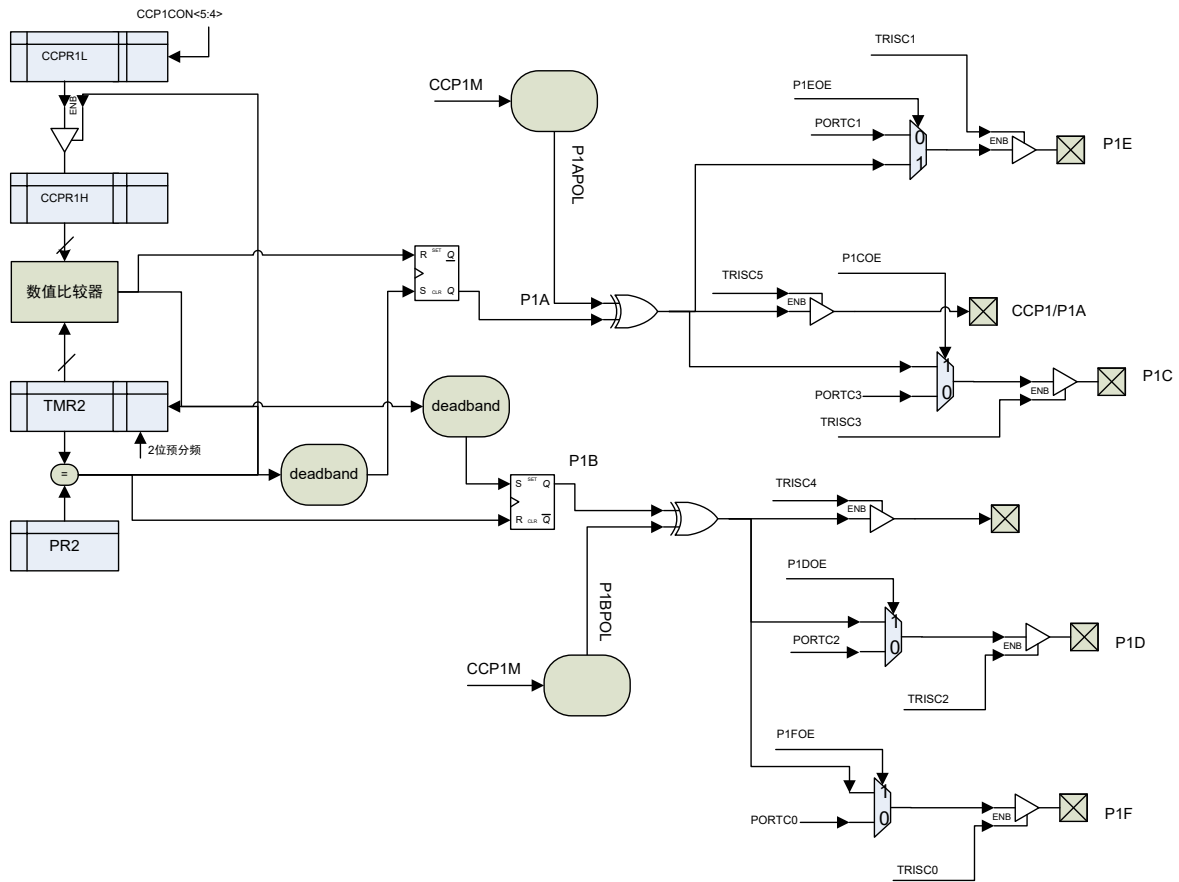 CCP1CON<5:4>
CCPR1L
ENB
CCPR1H
数值比较器
TMR2
2位预分频
=
PR2
deadband
deadband
R SET Q
S CLR Q
S SET Q
R CLR Q
CCP1M
P1APOL
P1A
P1B
P1BPOL
CCP1M
TRISC1
P1EOE
PORTC1
0
1
ENB
P1E
TRISC5
P1COE
ENB
CCP1/P1A
1
0
PORTC3
TRISC3
ENB
P1C
TRISC4
ENB
P1DOE
1
0
PORTC2
ENB
P1D
TRISC2
P1FOE
1
0
PORTC0
ENB
P1F
TRISC0